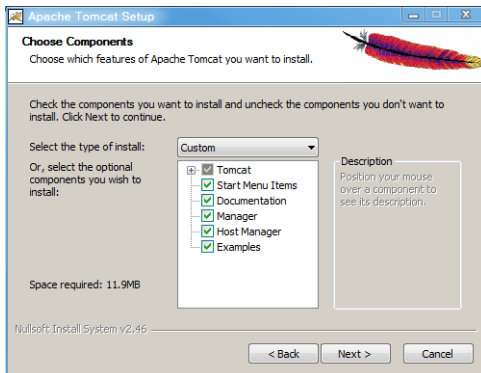 Apache Tomcat Setup
Choose Components
Choose which features of Apache Tomcat you want to install.
Check the components you want to install and uncheck the components you don't want to
install. Click Next to continue.
Select the type of install:
Custom
Or, select the optional
components you wish to
install:
Tomcat
Start Menu Items
Documentation
Manager
Host Manager
Examples
Description
Position your mouse
over a component to
see its description.
Space required: 11.9MB
Nullsoft Install System v2.46
< Back
Next >
Cancel